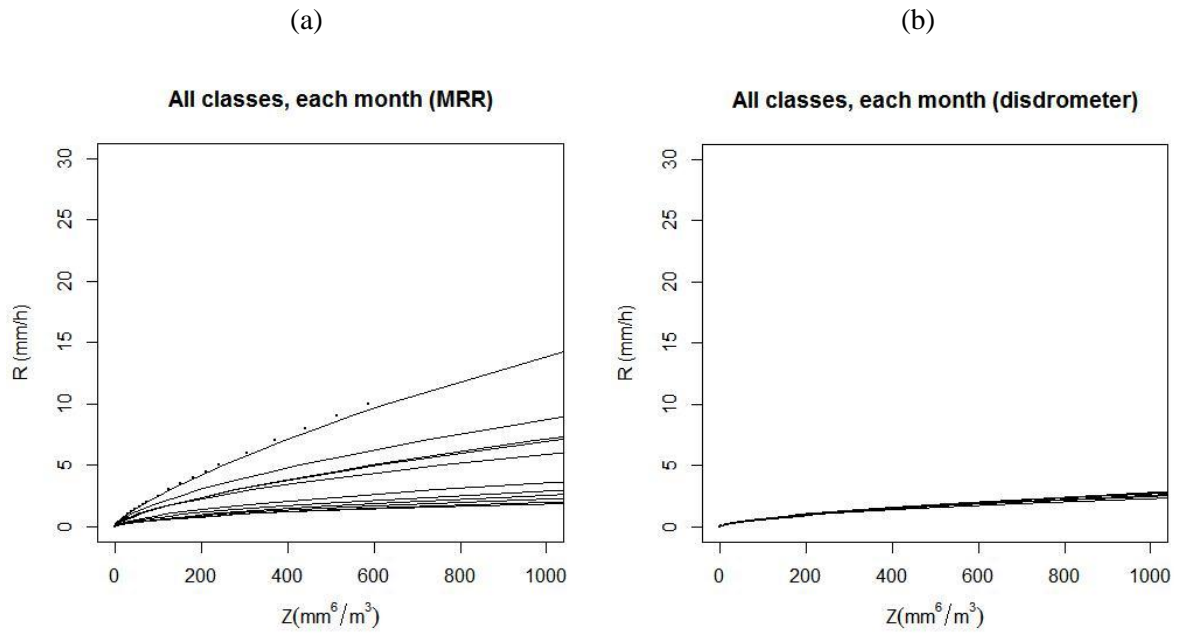 (a)
All classes, each month (MRR)
30
25
20
15
10
5
0
R (mm/h)
0 200 400 600 800 1000
Z(mm⁶/m³)
(b)
All classes, each month (disdrometer)
30
25
20
15
10
5
0
R (mm/h)
0 200 400 600 800 1000
Z(mm⁶/m³)